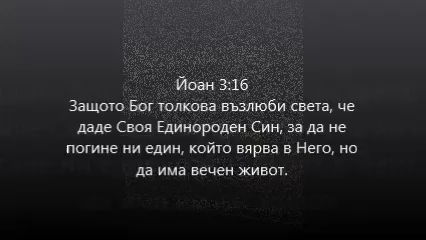 Йоан 3:16
Защото Бог толкова възлюби света, че
даде Своя Единороден Син, за да не
погине ни един, който вярва в Него, но
да има вечен живот.